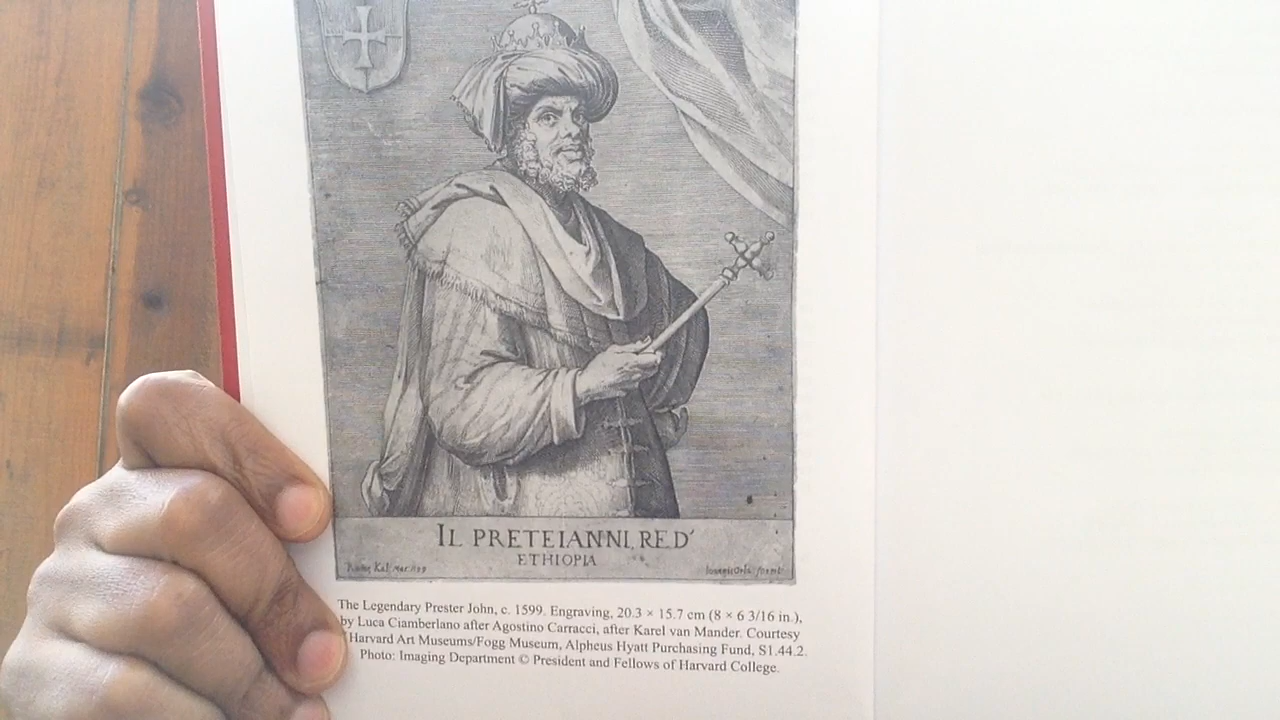 IL PRETEIANNI, RE D'
ETHIOPIA
The Legendary Prester John, c. 1599. Engraving, 20.3 × 15.7 cm (8 × 6 3/16 in.),
by Luca Ciamberlano after Agostino Carracci, after Karel van Mander. Courtesy
Harvard Art Museums/Fogg Museum, Alpheus Hyatt Purchasing Fund, S1.44.2.
Photo: Imaging Department © President and Fellows of Harvard College.